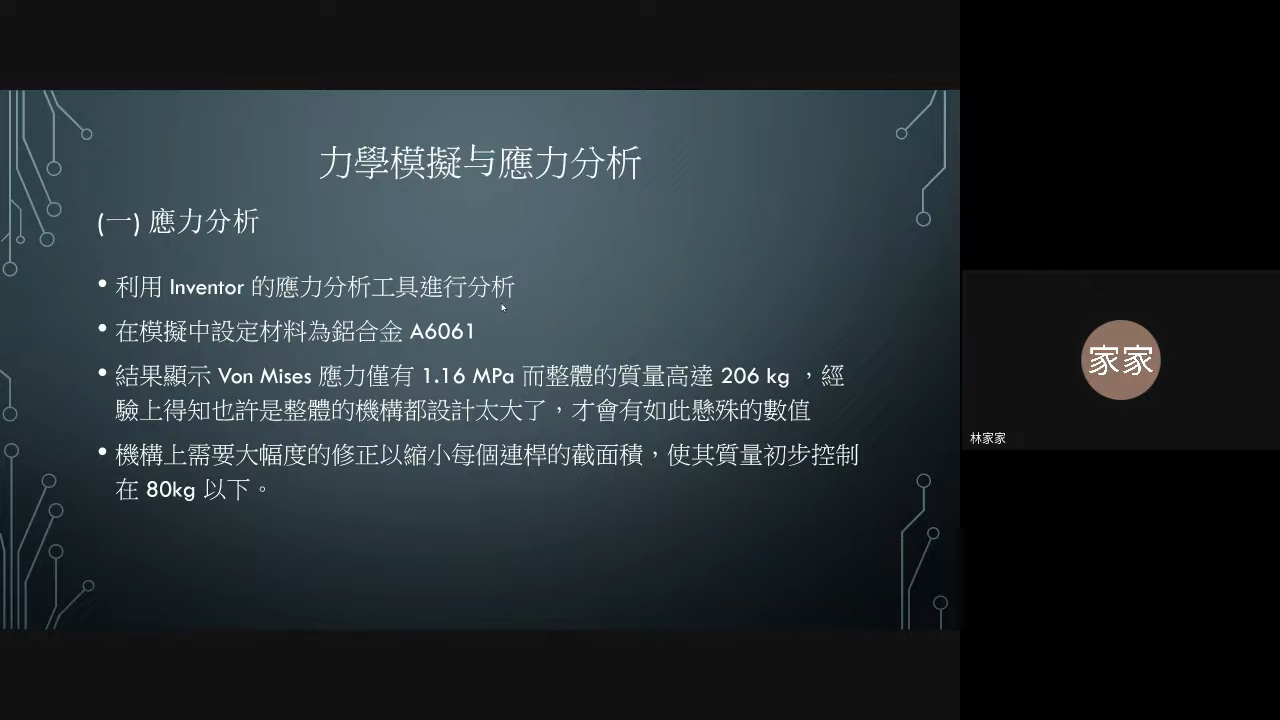 力學模擬与應力分析
(一) 應力分析
• 利用 Inventor 的應力分析工具進行分析
• 在模擬中設定材料為鋁合金 A6061
• 結果顯示 Von Mises 應力僅有 1.16 MPa 而整體的質量高達 206 kg ，經
驗上得知也許是整體的機構都設計太大了，才會有如此懸殊的數值
• 機構上需要大幅度的修正以縮小每個連桿的截面積，使其質量初步控制
在 80kg 以下。
家家
林家家